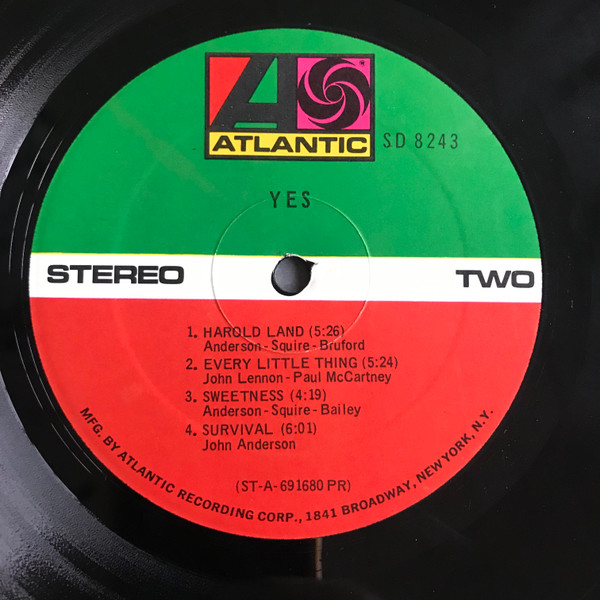 ATLANTIC
SD 8243
YES
STEREO
TWO
1. HAROLD LAND (5:26)
Anderson-Squire-Bruford
2. EVERY LITTLE THING (5:24)
John Lennon-Paul McCartney
3. SWEETNESS (4:19)
Anderson-Squire-Bailey
4. SURVIVAL (6:01)
John Anderson
(ST-A-691680 PR)
MFG. BY ATLANTIC RECORDING CORP., 1841 BROADWAY, NEW YORK, N.Y.